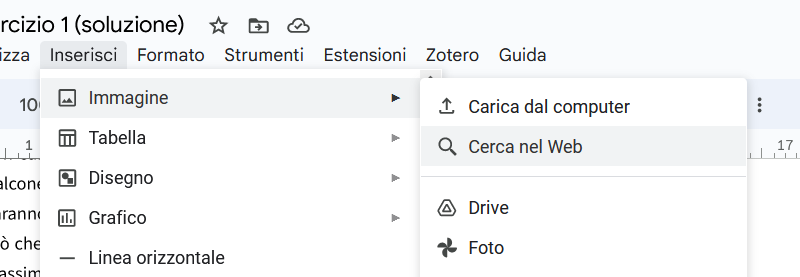 rcizio 1 (soluzione)
izza Inserisci Formato Strumenti Estensioni Zotero Guida
10
Immagine
Carica dal computer
1
17
Tabella
Cerca nel Web
alcone
Disegno
aranno
Grafico
Drive
ò che
Linea orizzontale
Foto
assim